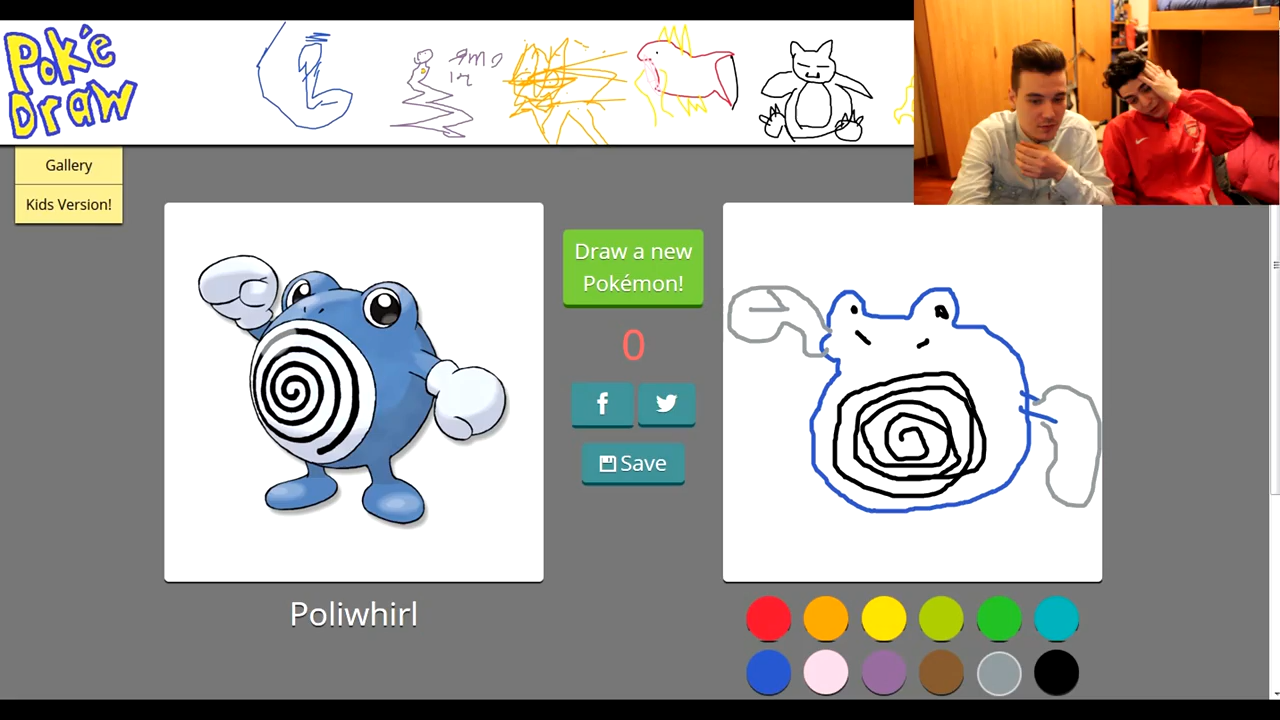 Poké
Draw
Gallery
Kids Version!
Draw a new
Pokémon!
0
f
Save
Poliwhirl